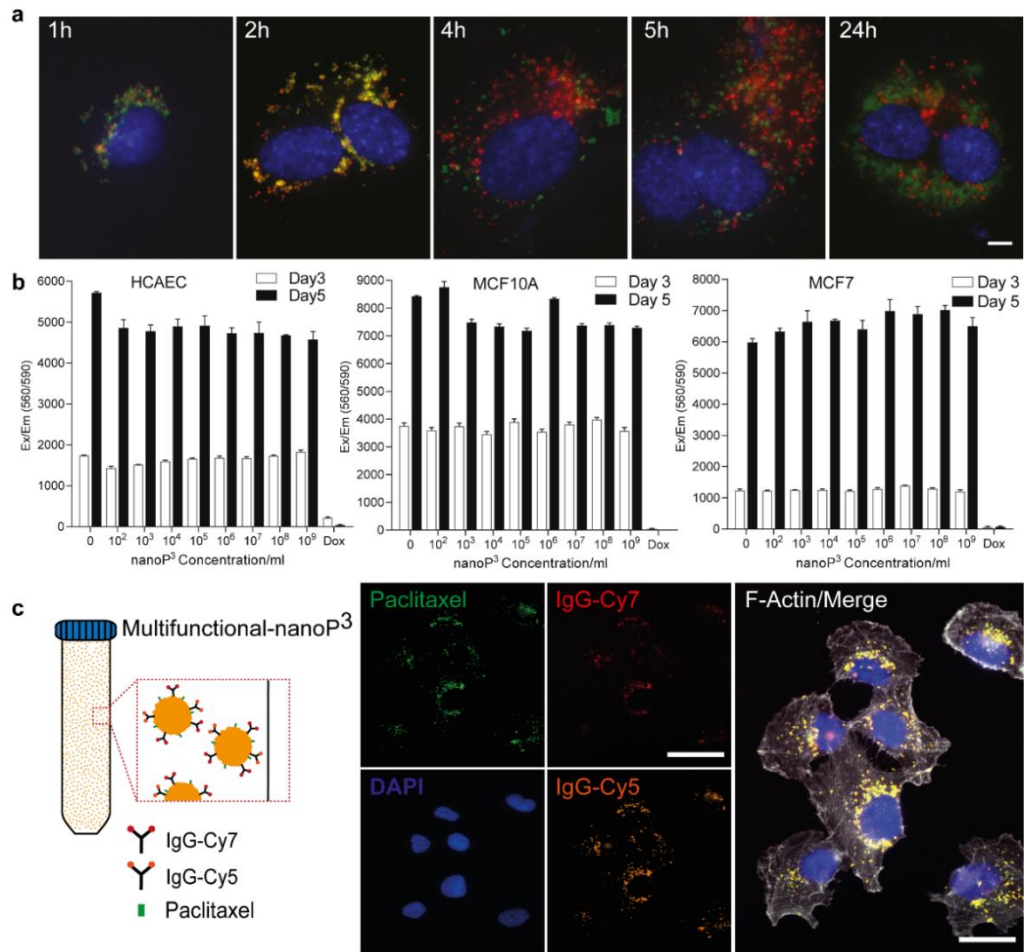 a
1h 2h 4h 5h 24h
b
HCAEC
Day3
Day5
Ex/Em (560/590)
6000
5000
4000
3000
2000
1000
0
0 10² 10³ 10⁴ 10⁵ 10⁶ 10⁷ 10⁸ 10⁹ Dox
nanoP³ Concentration/ml
MCF10A
Day 3
Day 5
Ex/Em (560/590)
9000
8000
7000
6000
5000
4000
3000
2000
1000
0
0 10² 10³ 10⁴ 10⁵ 10⁶ 10⁷ 10⁸ 10⁹ Dox
nanoP³ Concentration/ml
MCF7
Day 3
Day 5
Ex/Em (560/590)
8000
7000
6000
5000
4000
3000
2000
1000
0
0 10² 10³ 10⁴ 10⁵ 10⁶ 10⁷ 10⁸ 10⁹ Dox
nanoP³ Concentration/ml
c
Multifunctional-nanoP³
IgG-Cy7
IgG-Cy5
Paclitaxel
Paclitaxel
IgG-Cy7
DAPI
IgG-Cy5
F-Actin/Merge